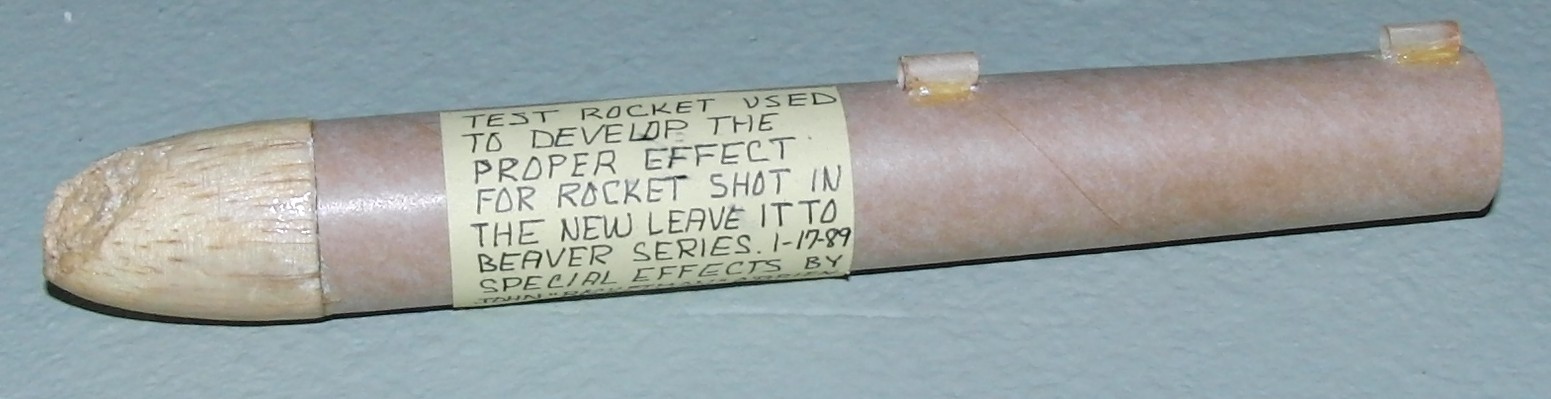 TEST ROCKET USED
TO DEVELOP THE
PROPER EFFECT
FOR ROCKET SHOT IN
THE NEW LEAVE IT TO
BEAVER SERIES. 1-17-89
SPECIAL EFFECTS BY
JOHN